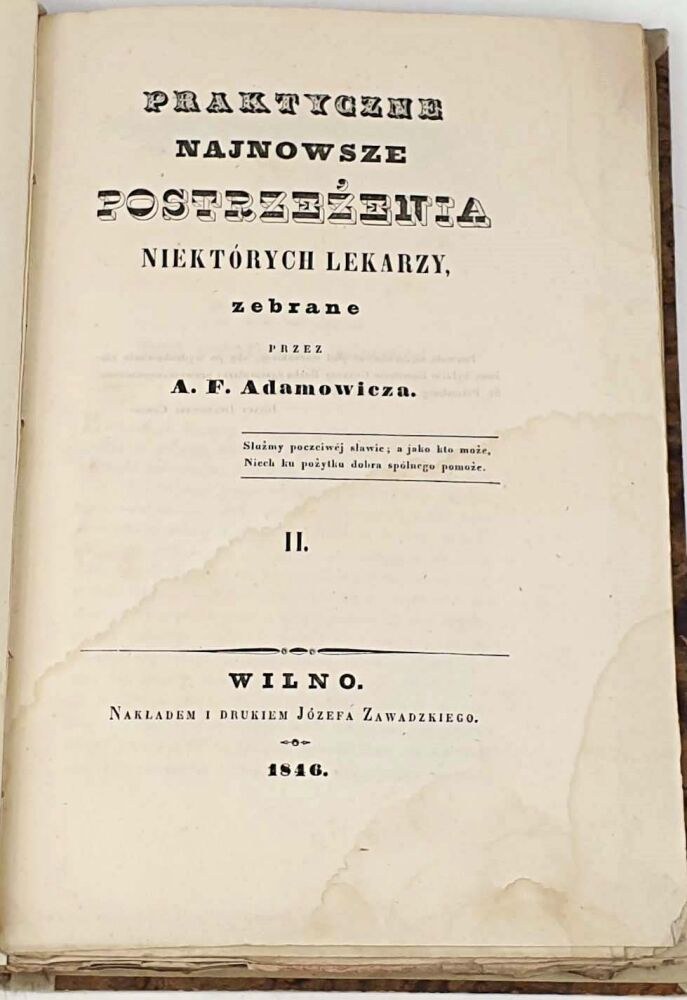 PRAKTYCZNE
NAJNOWSZE
POSTRZEŻENIA
NIEKTÓRYCH LEKARZY,
zebrane
PRZEZ
A. F. Adamowicza.
Służmy poczciwéj sławie; a jako kto może,
Niech ku pożytku dobra spólnego pomoże.
II.
WILNO.
NAKŁADEM I DRUKIEM JÓZEFA ZAWADZKIEGO.
1846.